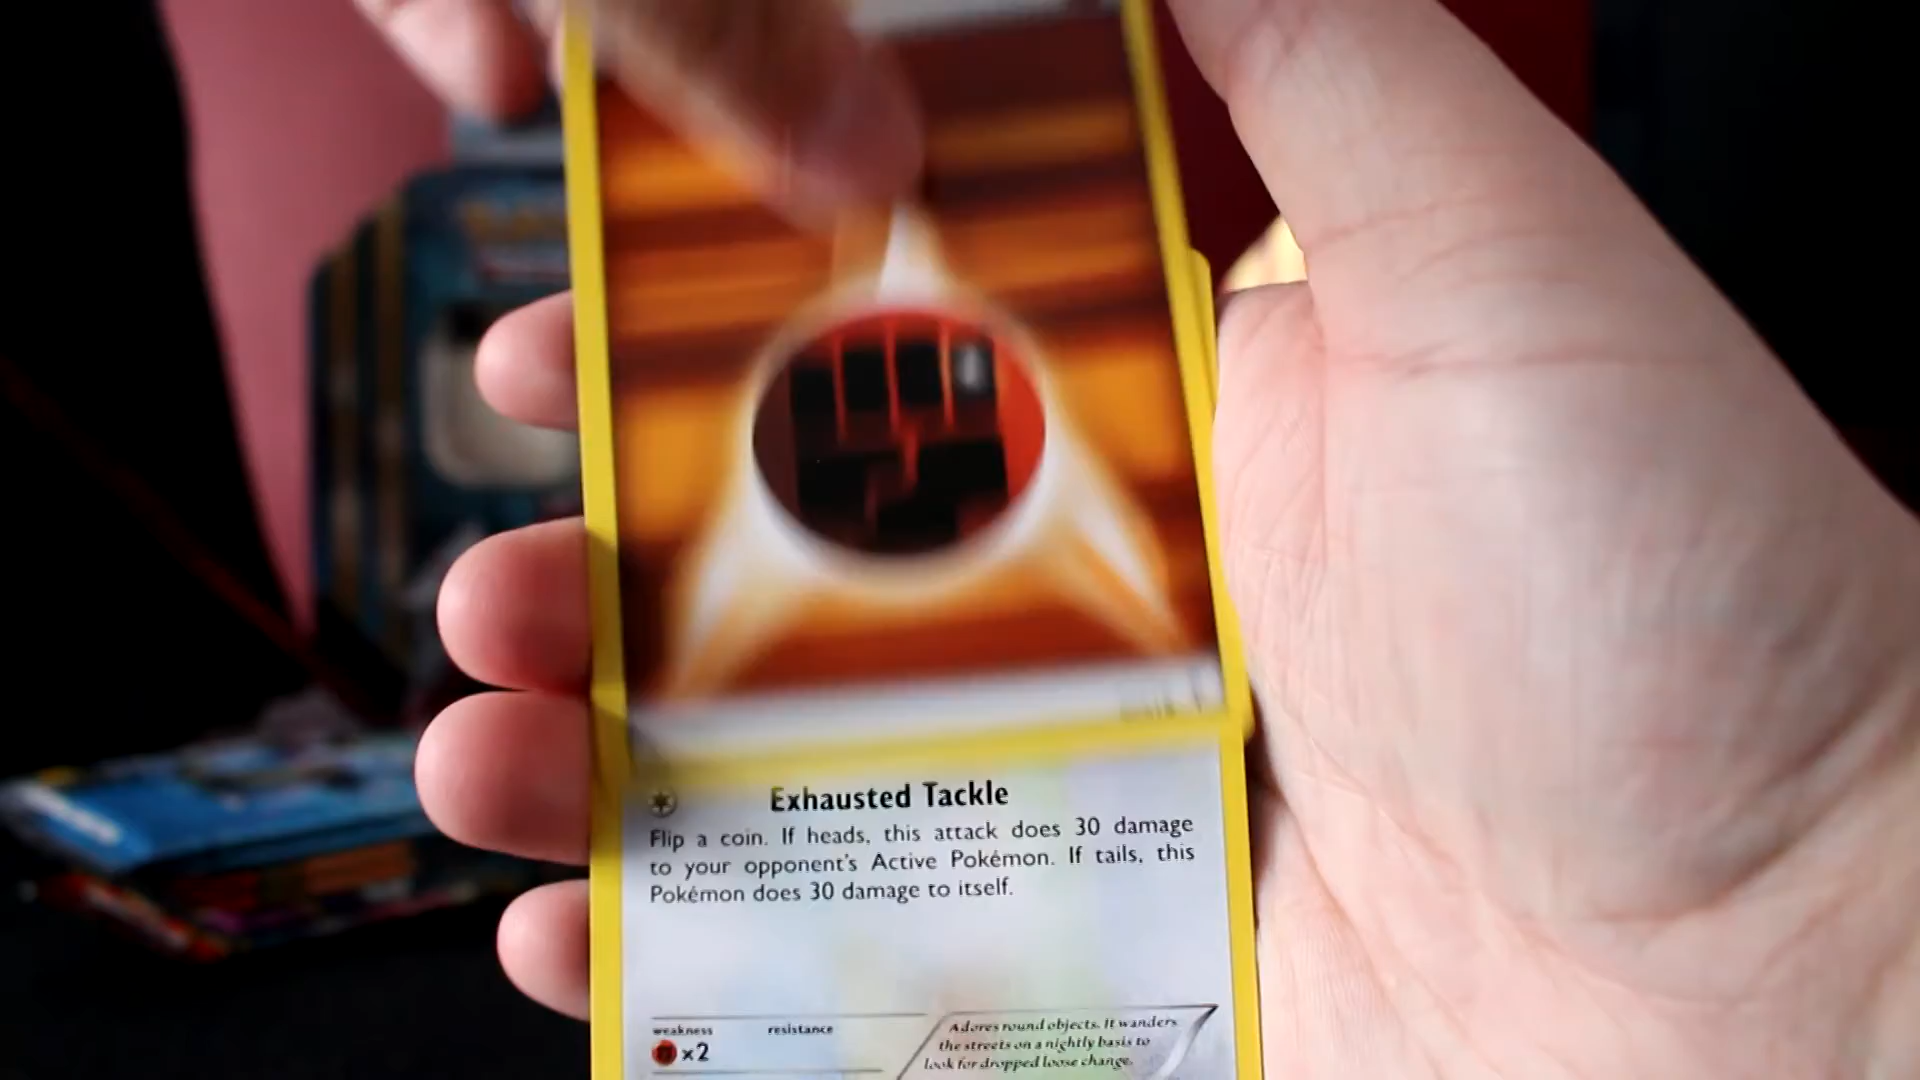 Exhausted Tackle
Flip a coin. If heads, this attack does 30 damage
to your opponent's Active Pokémon. If tails, this
Pokémon does 30 damage to itself.
weakness resistance
×2
Adores round objects. It wanders
the streets on a nightly basis to
look for dropped loose change.